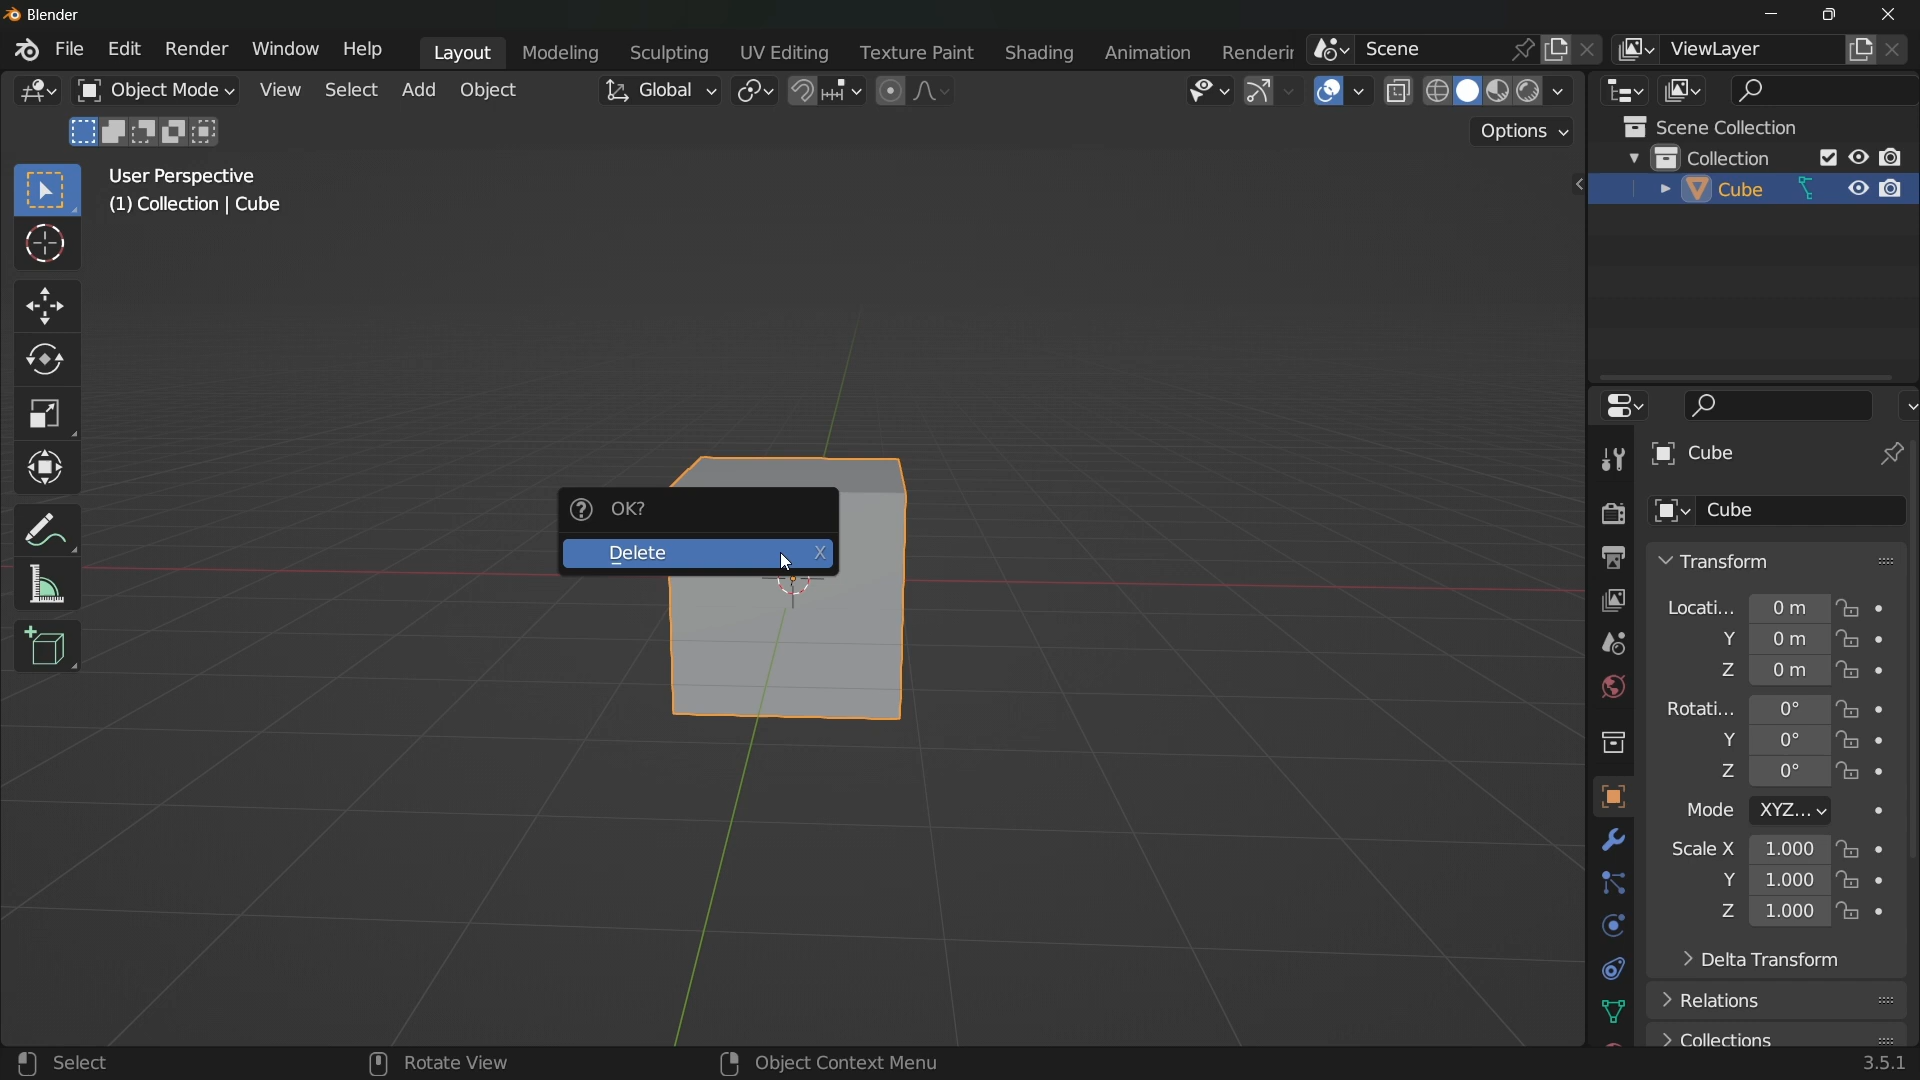 Blender
File Edit Render Window Help Layout Modeling Sculpting UV Editing Texture Paint Shading Animation Renderin Scene ViewLayer
Object Mode View Select Add Object Global
Options
User Perspective
(1) Collection | Cube
Scene Collection
Collection
Cube
OK?
Delete X
Cube
Cube
Transform
Locati... 0 m
Y 0 m
Z 0 m
Rotati... 0°
Y 0°
Z 0°
Mode XYZ...
Scale X 1.000
Y 1.000
Z 1.000
Delta Transform
Relations
Collections
Select Rotate View Object Context Menu 3.5.1